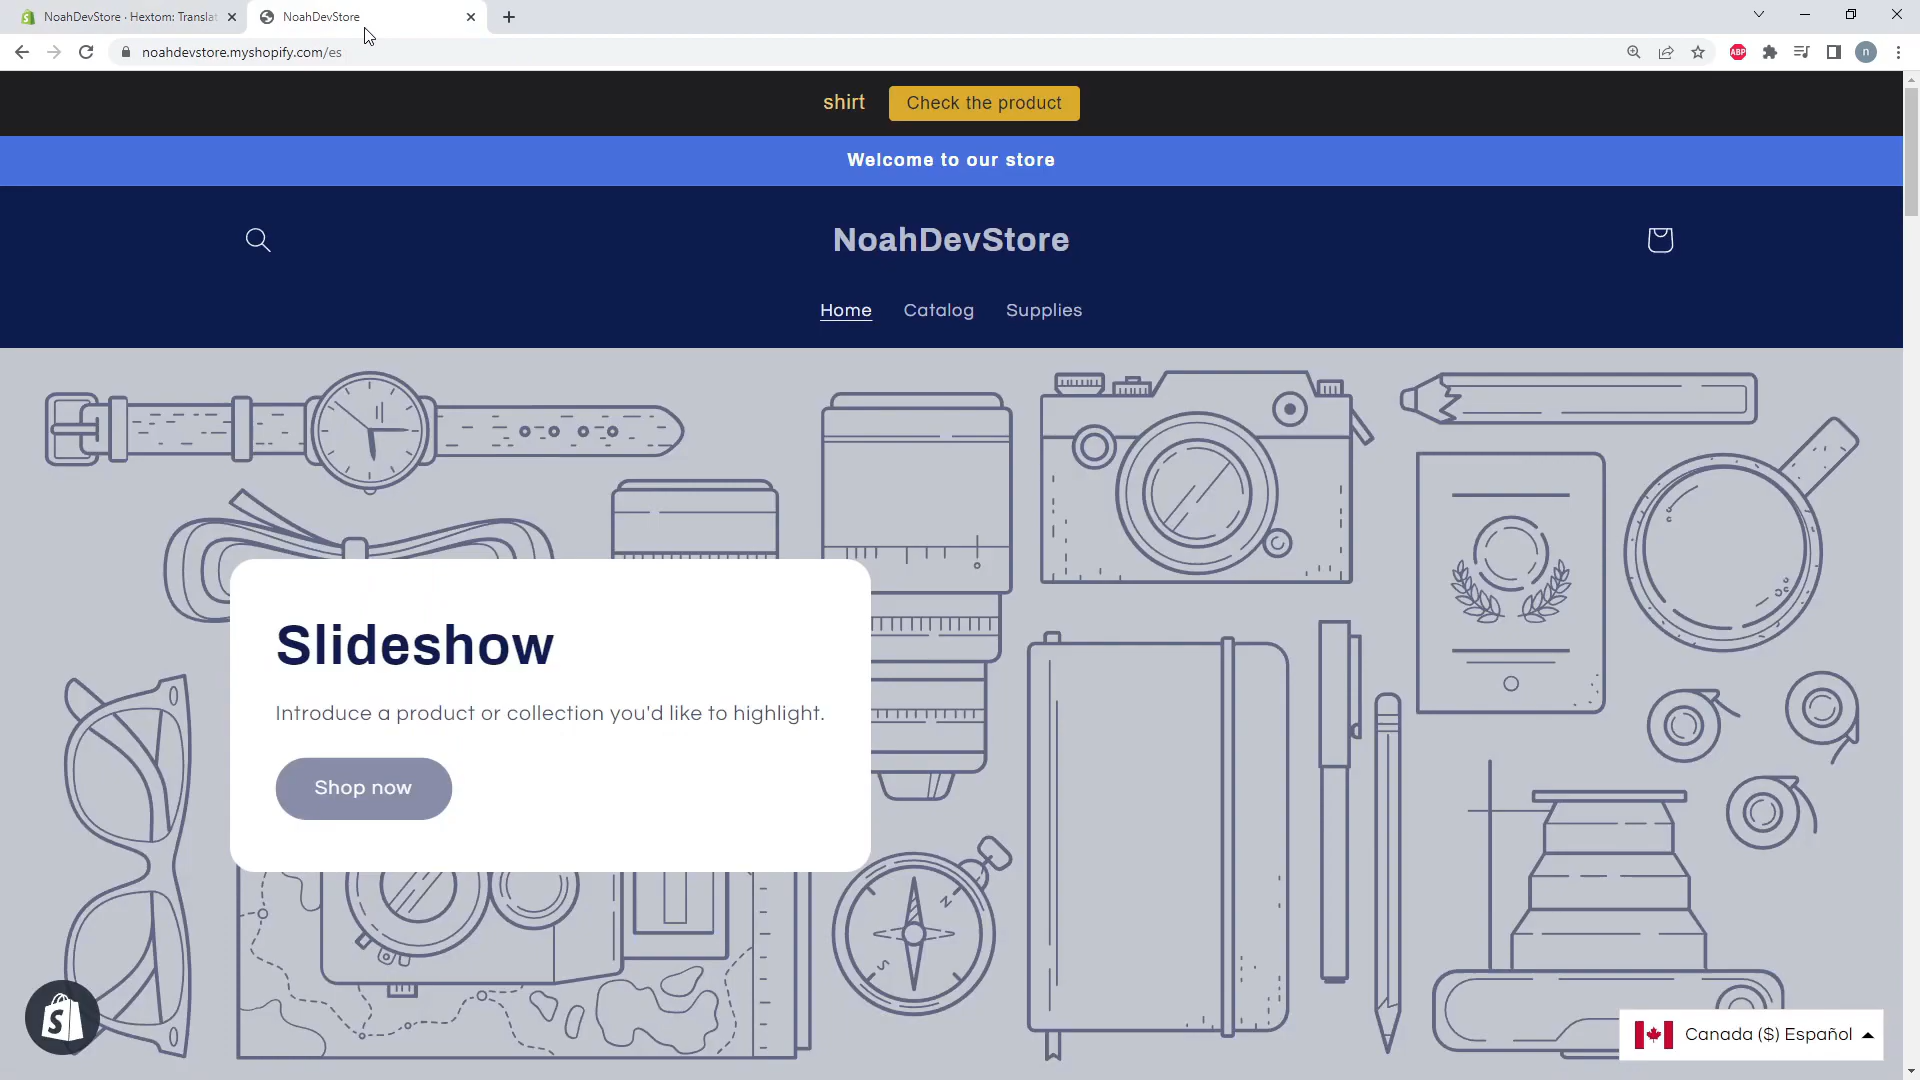 NoahDevStore · Hextom: Translat
NoahDevStore
noahdevstore.myshopify.com/es
ABP
n
shirt
Check the product
Welcome to our store
NoahDevStore
Home
Catalog
Supplies
Slideshow
Introduce a product or collection you'd like to highlight.
Shop now
N
S
Canada ($) Español